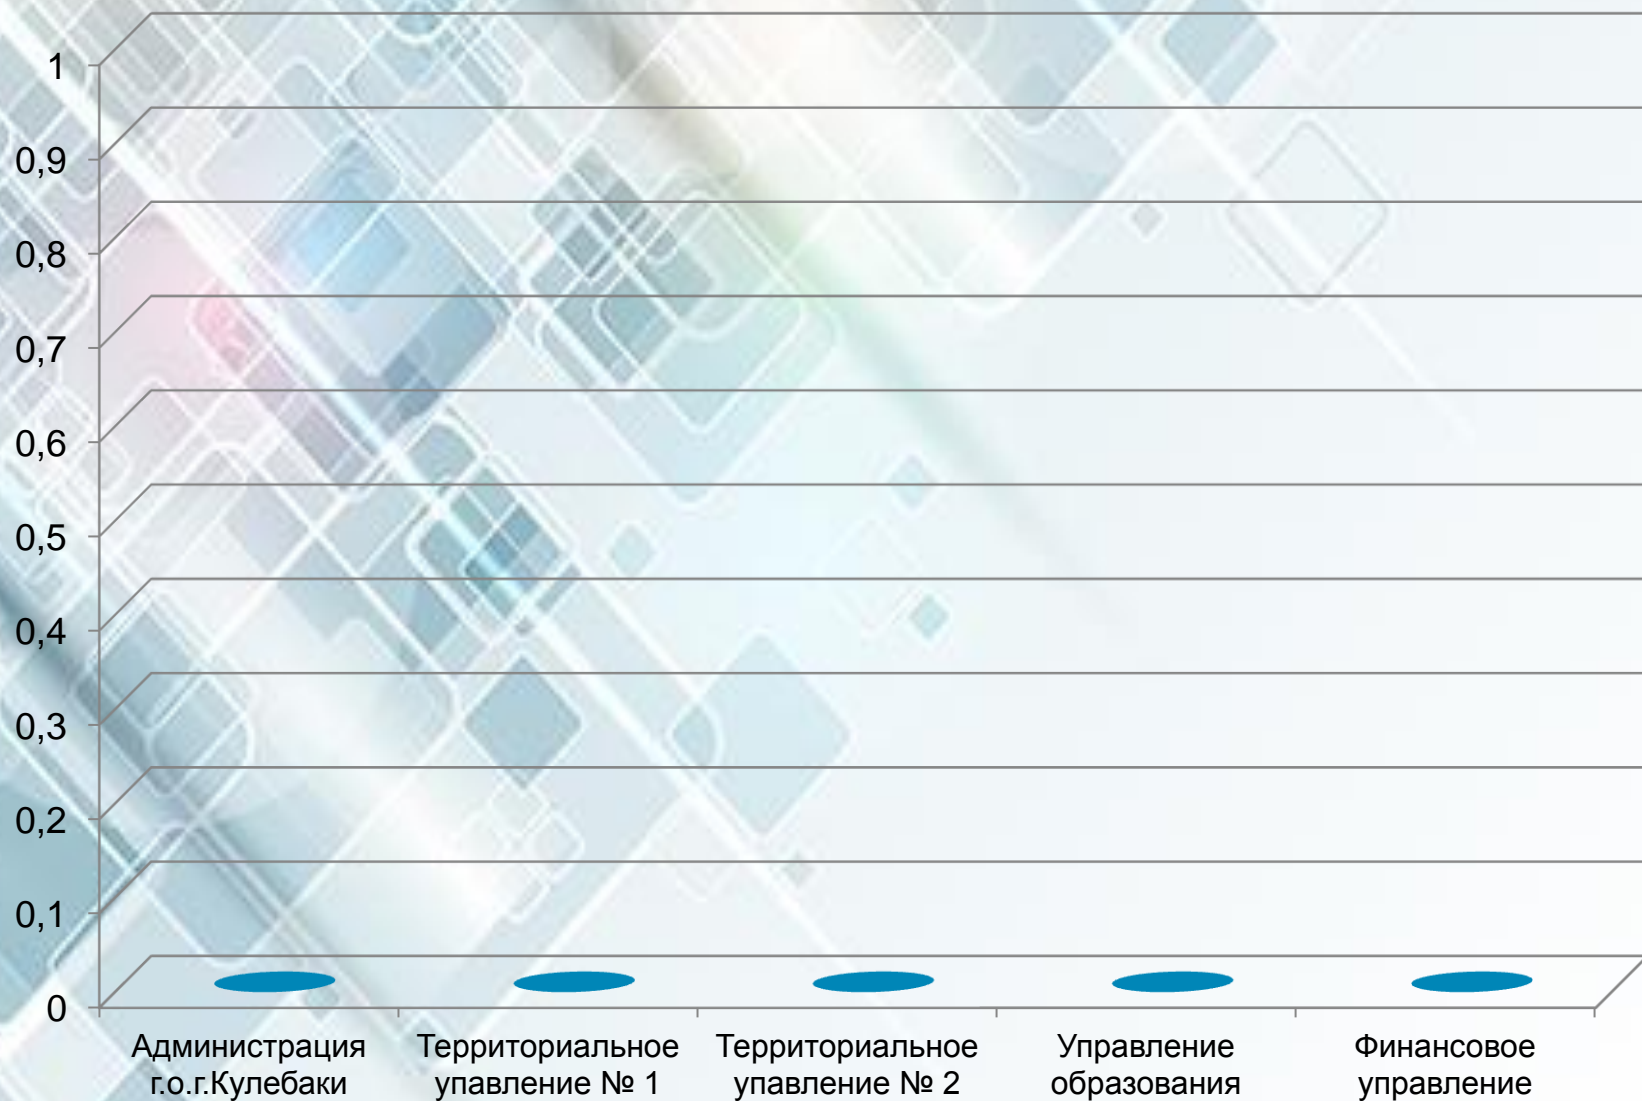 1
0,9
0,8
0,7
0,6
0,5
0,4
0,3
0,2
0,1
0
Администрация
г.о.г.Кулебаки
Территориальное
упавление № 1
Территориальное
упавление № 2
Управление
образования
Финансовое
управление